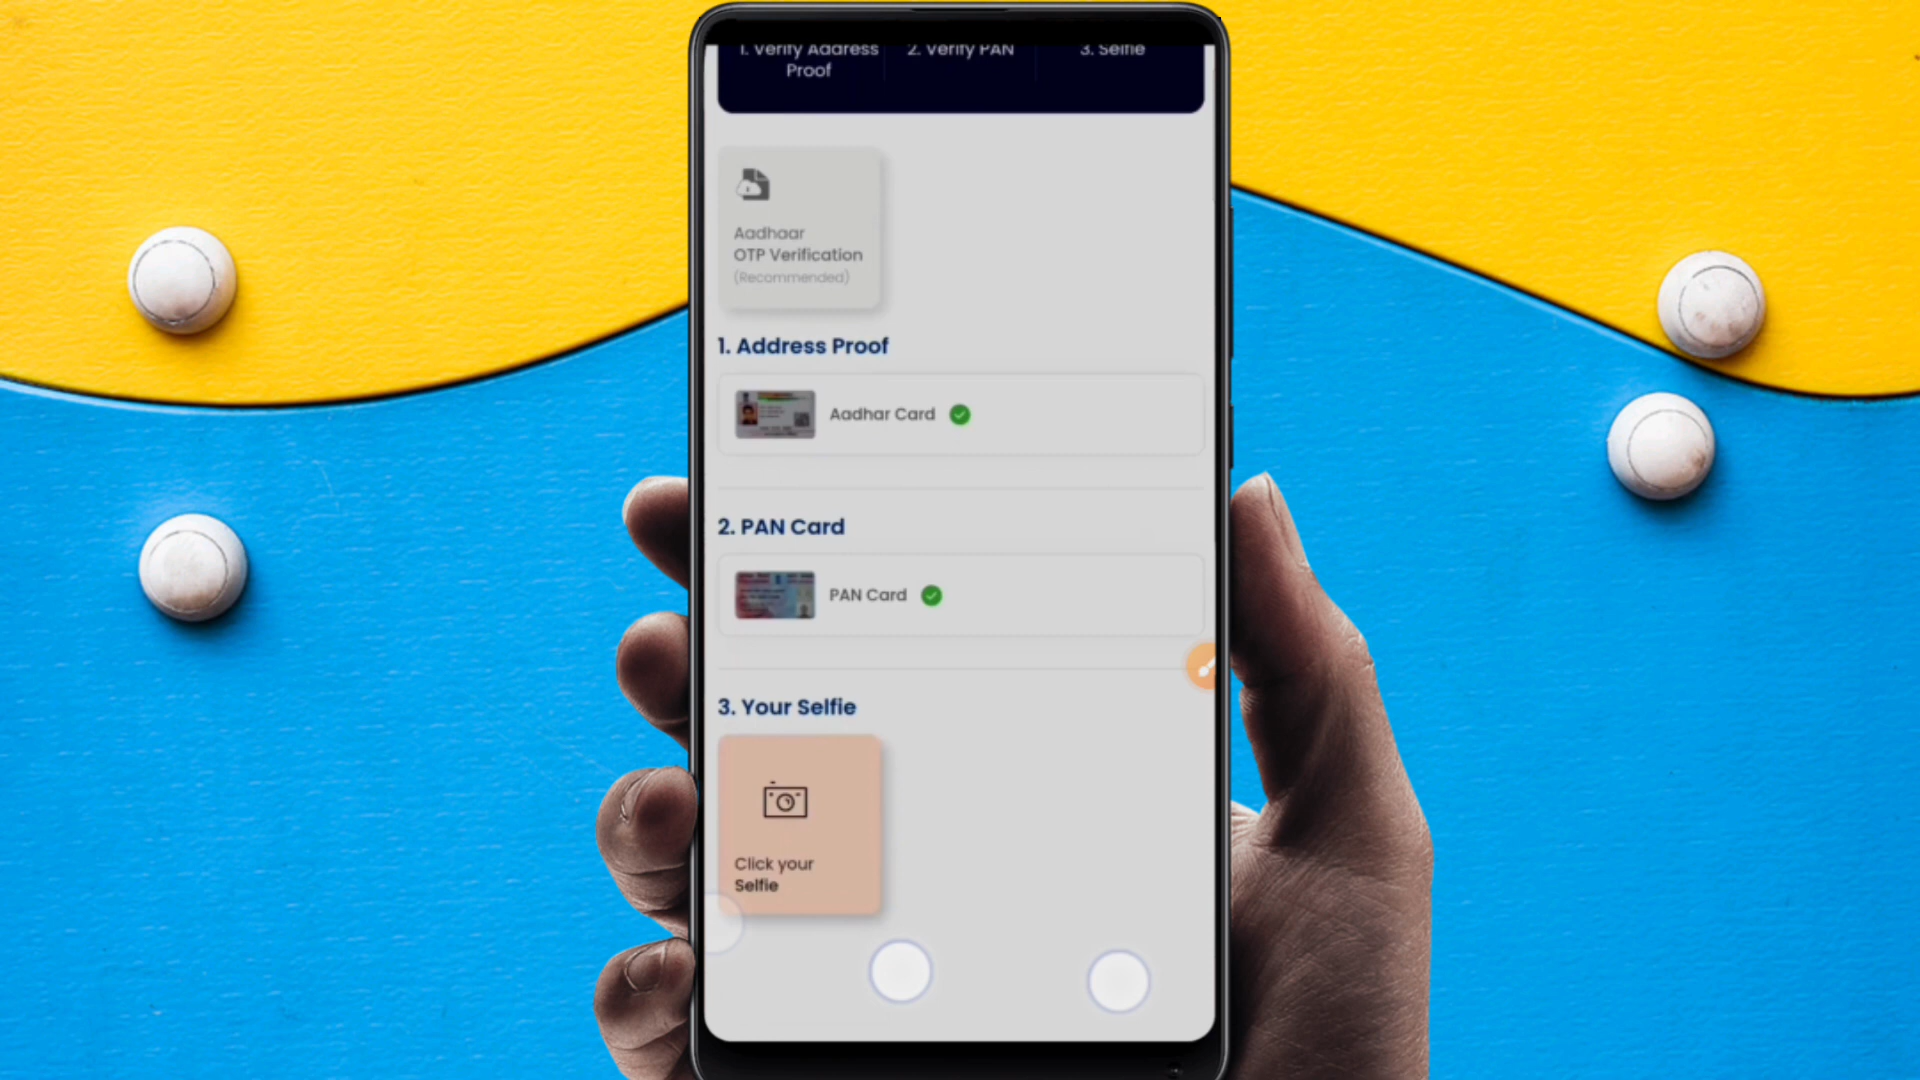 1. Verify Address
Proof
2. Verify PAN
3. Selfie
Aadhaar
OTP Verification
(Recommended)
1. Address Proof
Aadhar Card
2. PAN Card
PAN Card
3. Your Selfie
Click your
Selfie